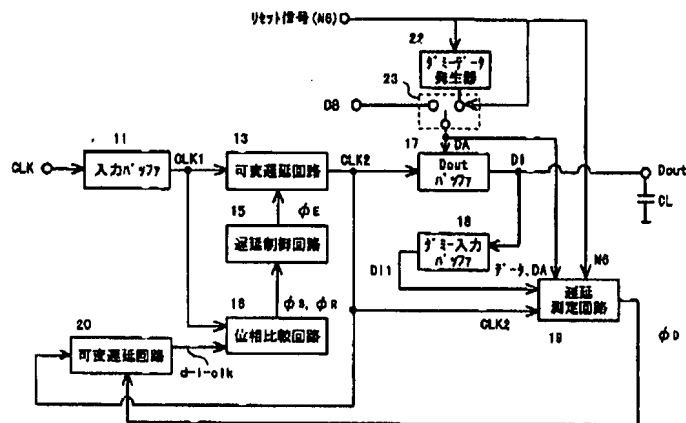 ﾘｾｯﾄ信号(NG)
22
ﾀﾞﾐｰﾃﾞｰﾀ
発生器
23
DB
11
13
17
DA
CLK
入力ﾊﾞｯﾌｧ
CLK1
可変遅延回路
CLK2
Dout
ﾊﾞｯﾌｧ
DI
Dout
CL
15
φE
18
遅延制御回路
ﾀﾞﾐｰ入力
ﾊﾞｯﾌｧ
DI1
ﾃﾞｰﾀ､DA
NG
φS, φR
16
遅延
測定回路
位相比較回路
CLK2
19
φD
20
可変遅延回路
d-i-clk